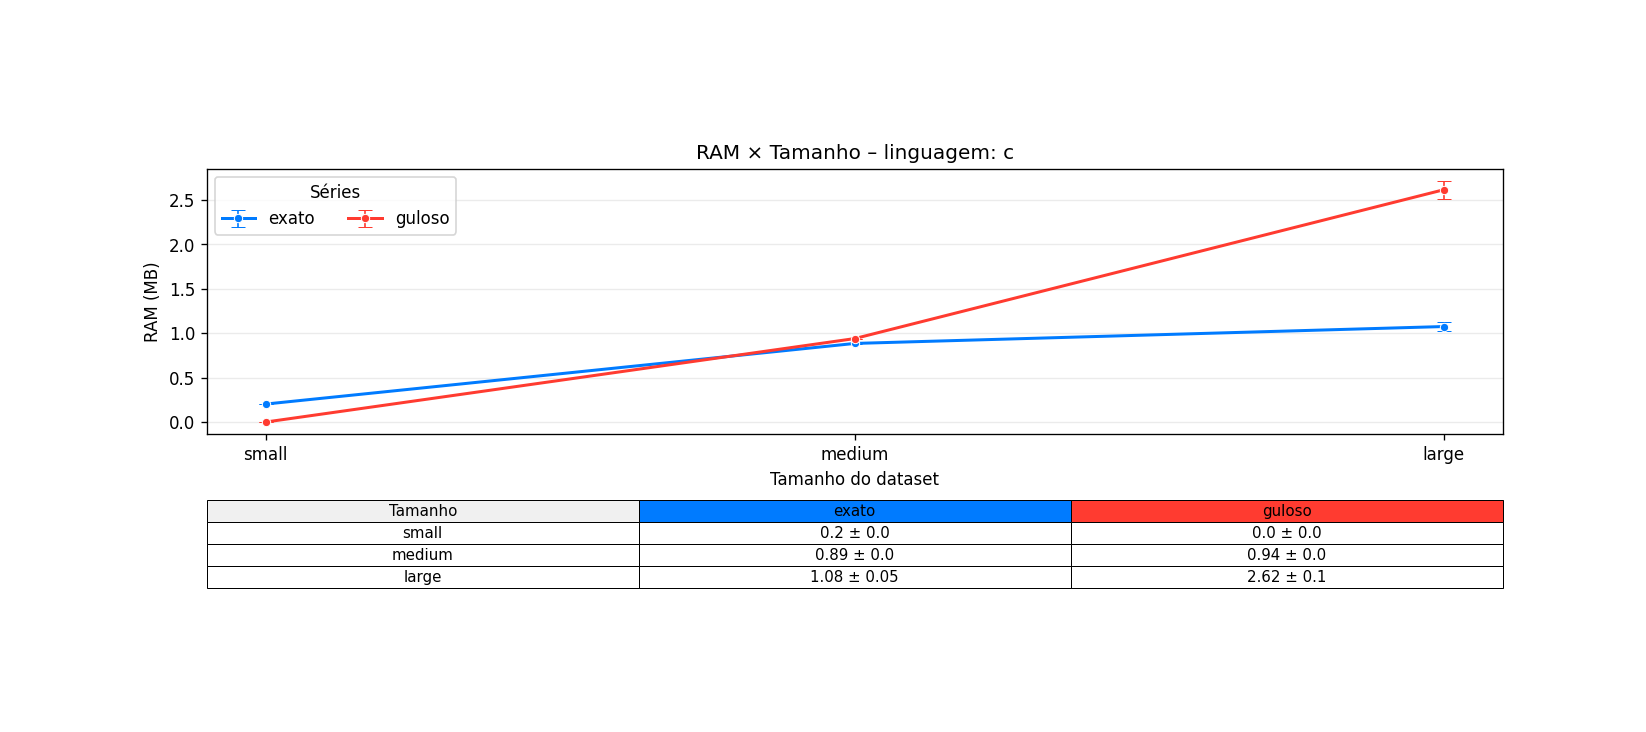 RAM × Tamanho – linguagem: c
Séries
exato guloso
RAM (MB)
2.5
2.0
1.5
1.0
0.5
0.0
small medium large
Tamanho do dataset
Tamanho exato guloso
small 0.2 ± 0.0 0.0 ± 0.0
medium 0.89 ± 0.0 0.94 ± 0.0
large 1.08 ± 0.05 2.62 ± 0.1